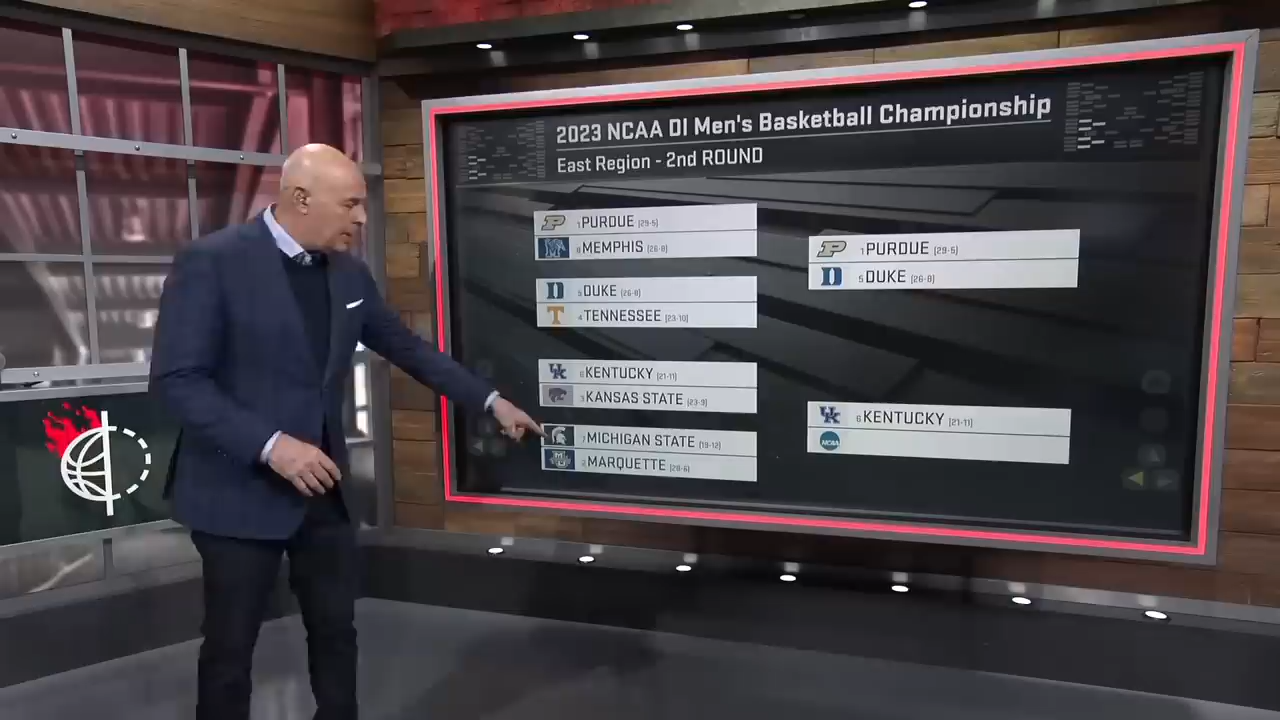 2023 NCAA DI Men's Basketball Championship
East Region - 2nd ROUND
1 PURDUE (29-5)
8 MEMPHIS (26-8)
5 DUKE (26-8)
4 TENNESSEE (23-10)
6 KENTUCKY (21-11)
3 KANSAS STATE (23-9)
7 MICHIGAN STATE (19-12)
2 MARQUETTE (28-6)
1 PURDUE (29-5)
5 DUKE (26-8)
6 KENTUCKY (21-11)
NCAA